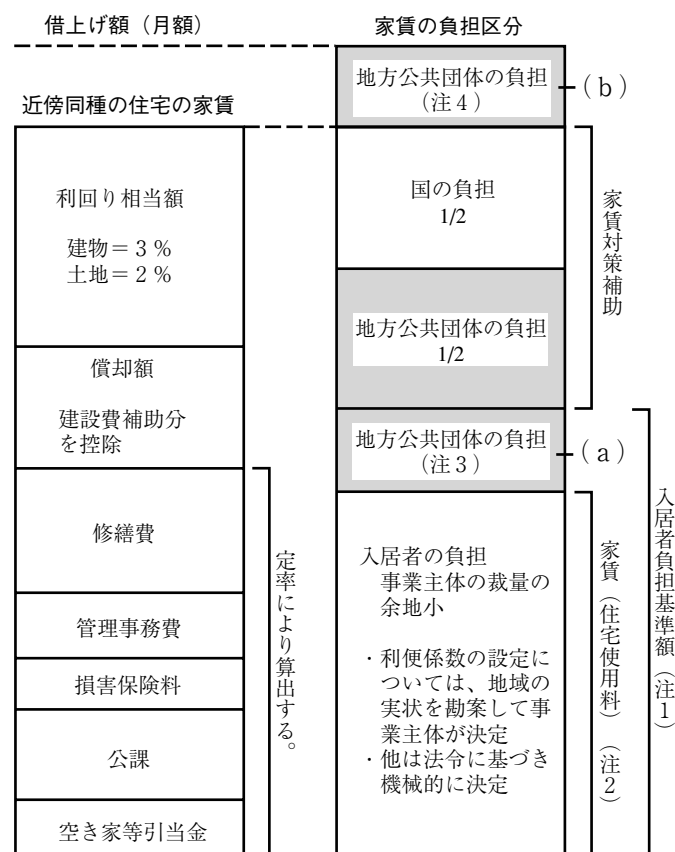 借上げ額（月額）
近傍同種の住宅の家賃
利回り相当額
建物＝３％
土地＝２％
償却額
建設費補助分
を控除
修繕費
管理事務費
損害保険料
公課
空き家等引当金
定率により算出する。
家賃の負担区分
地方公共団体の負担
（注４）
（ｂ）
国の負担
1/2
地方公共団体の負担
1/2
家賃対策補助
地方公共団体の負担
（注３）
（ａ）
入居者の負担
事業主体の裁量の
余地小
・利便係数の設定に
ついては、地域の
実状を勘案して事
業主体が決定
・他は法令に基づき
機械的に決定
家賃（住宅使用料）（注２）
入居者負担基準額（注１）